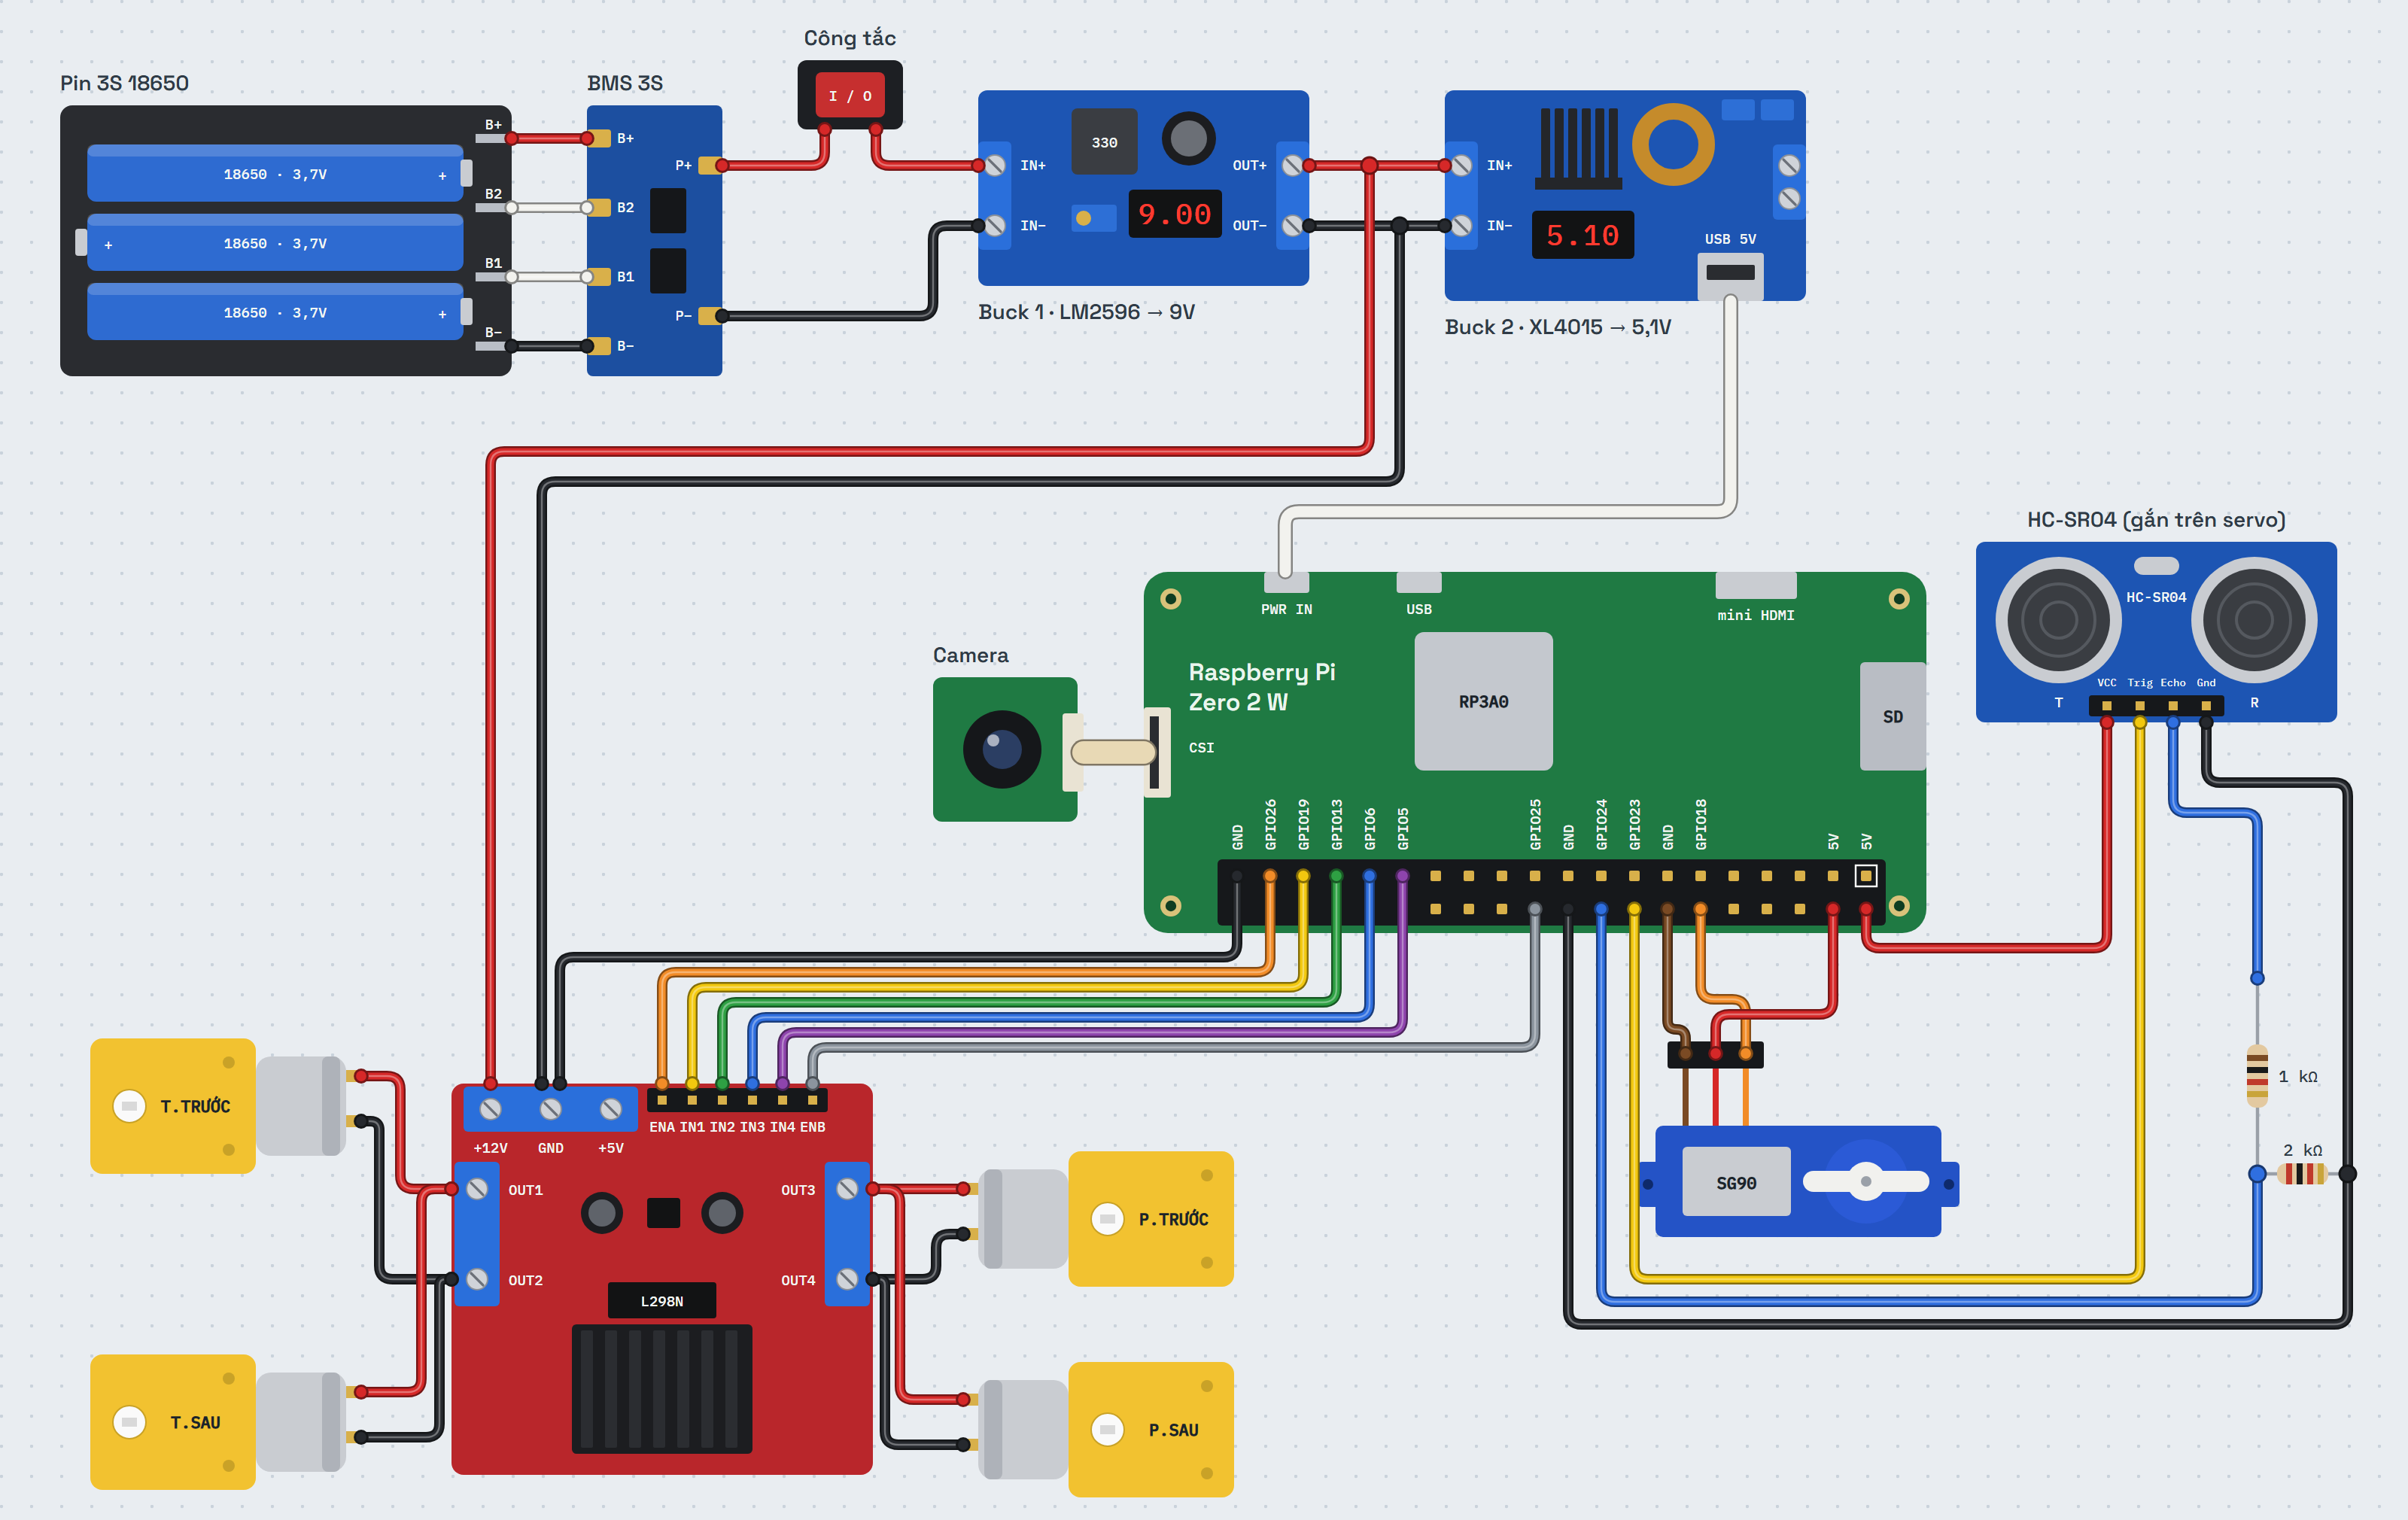 Công tắc
Pin 3S 18650
BMS 3S
I / O
B+
18650 · 3,7V
+
B2
+
18650 · 3,7V
B1
18650 · 3,7V
+
B−
B+
P+
B2
B1
P−
B−
330
IN+
OUT+
9.00
IN−
OUT−
Buck 1 · LM2596 → 9V
IN+
IN−
5.10
USB 5V
Buck 2 · XL4015 → 5,1V
HC-SR04 (gắn trên servo)
HC-SR04
VCC Trig Echo Gnd
T
R
PWR IN
USB
mini HDMI
Camera
Raspberry Pi
Zero 2 W
RP3A0
SD
CSI
GND
GPIO26
GPIO19
GPIO13
GPIO6
GPIO5
GPIO25
GND
GPIO24
GPIO23
GND
GPIO18
5V
5V
1 kΩ
2 kΩ
SG90
T.TRƯỚC
T.SAU
ENA IN1 IN2 IN3 IN4 ENB
+12V
GND
+5V
OUT1
OUT3
OUT2
OUT4
L298N
P.TRƯỚC
P.SAU